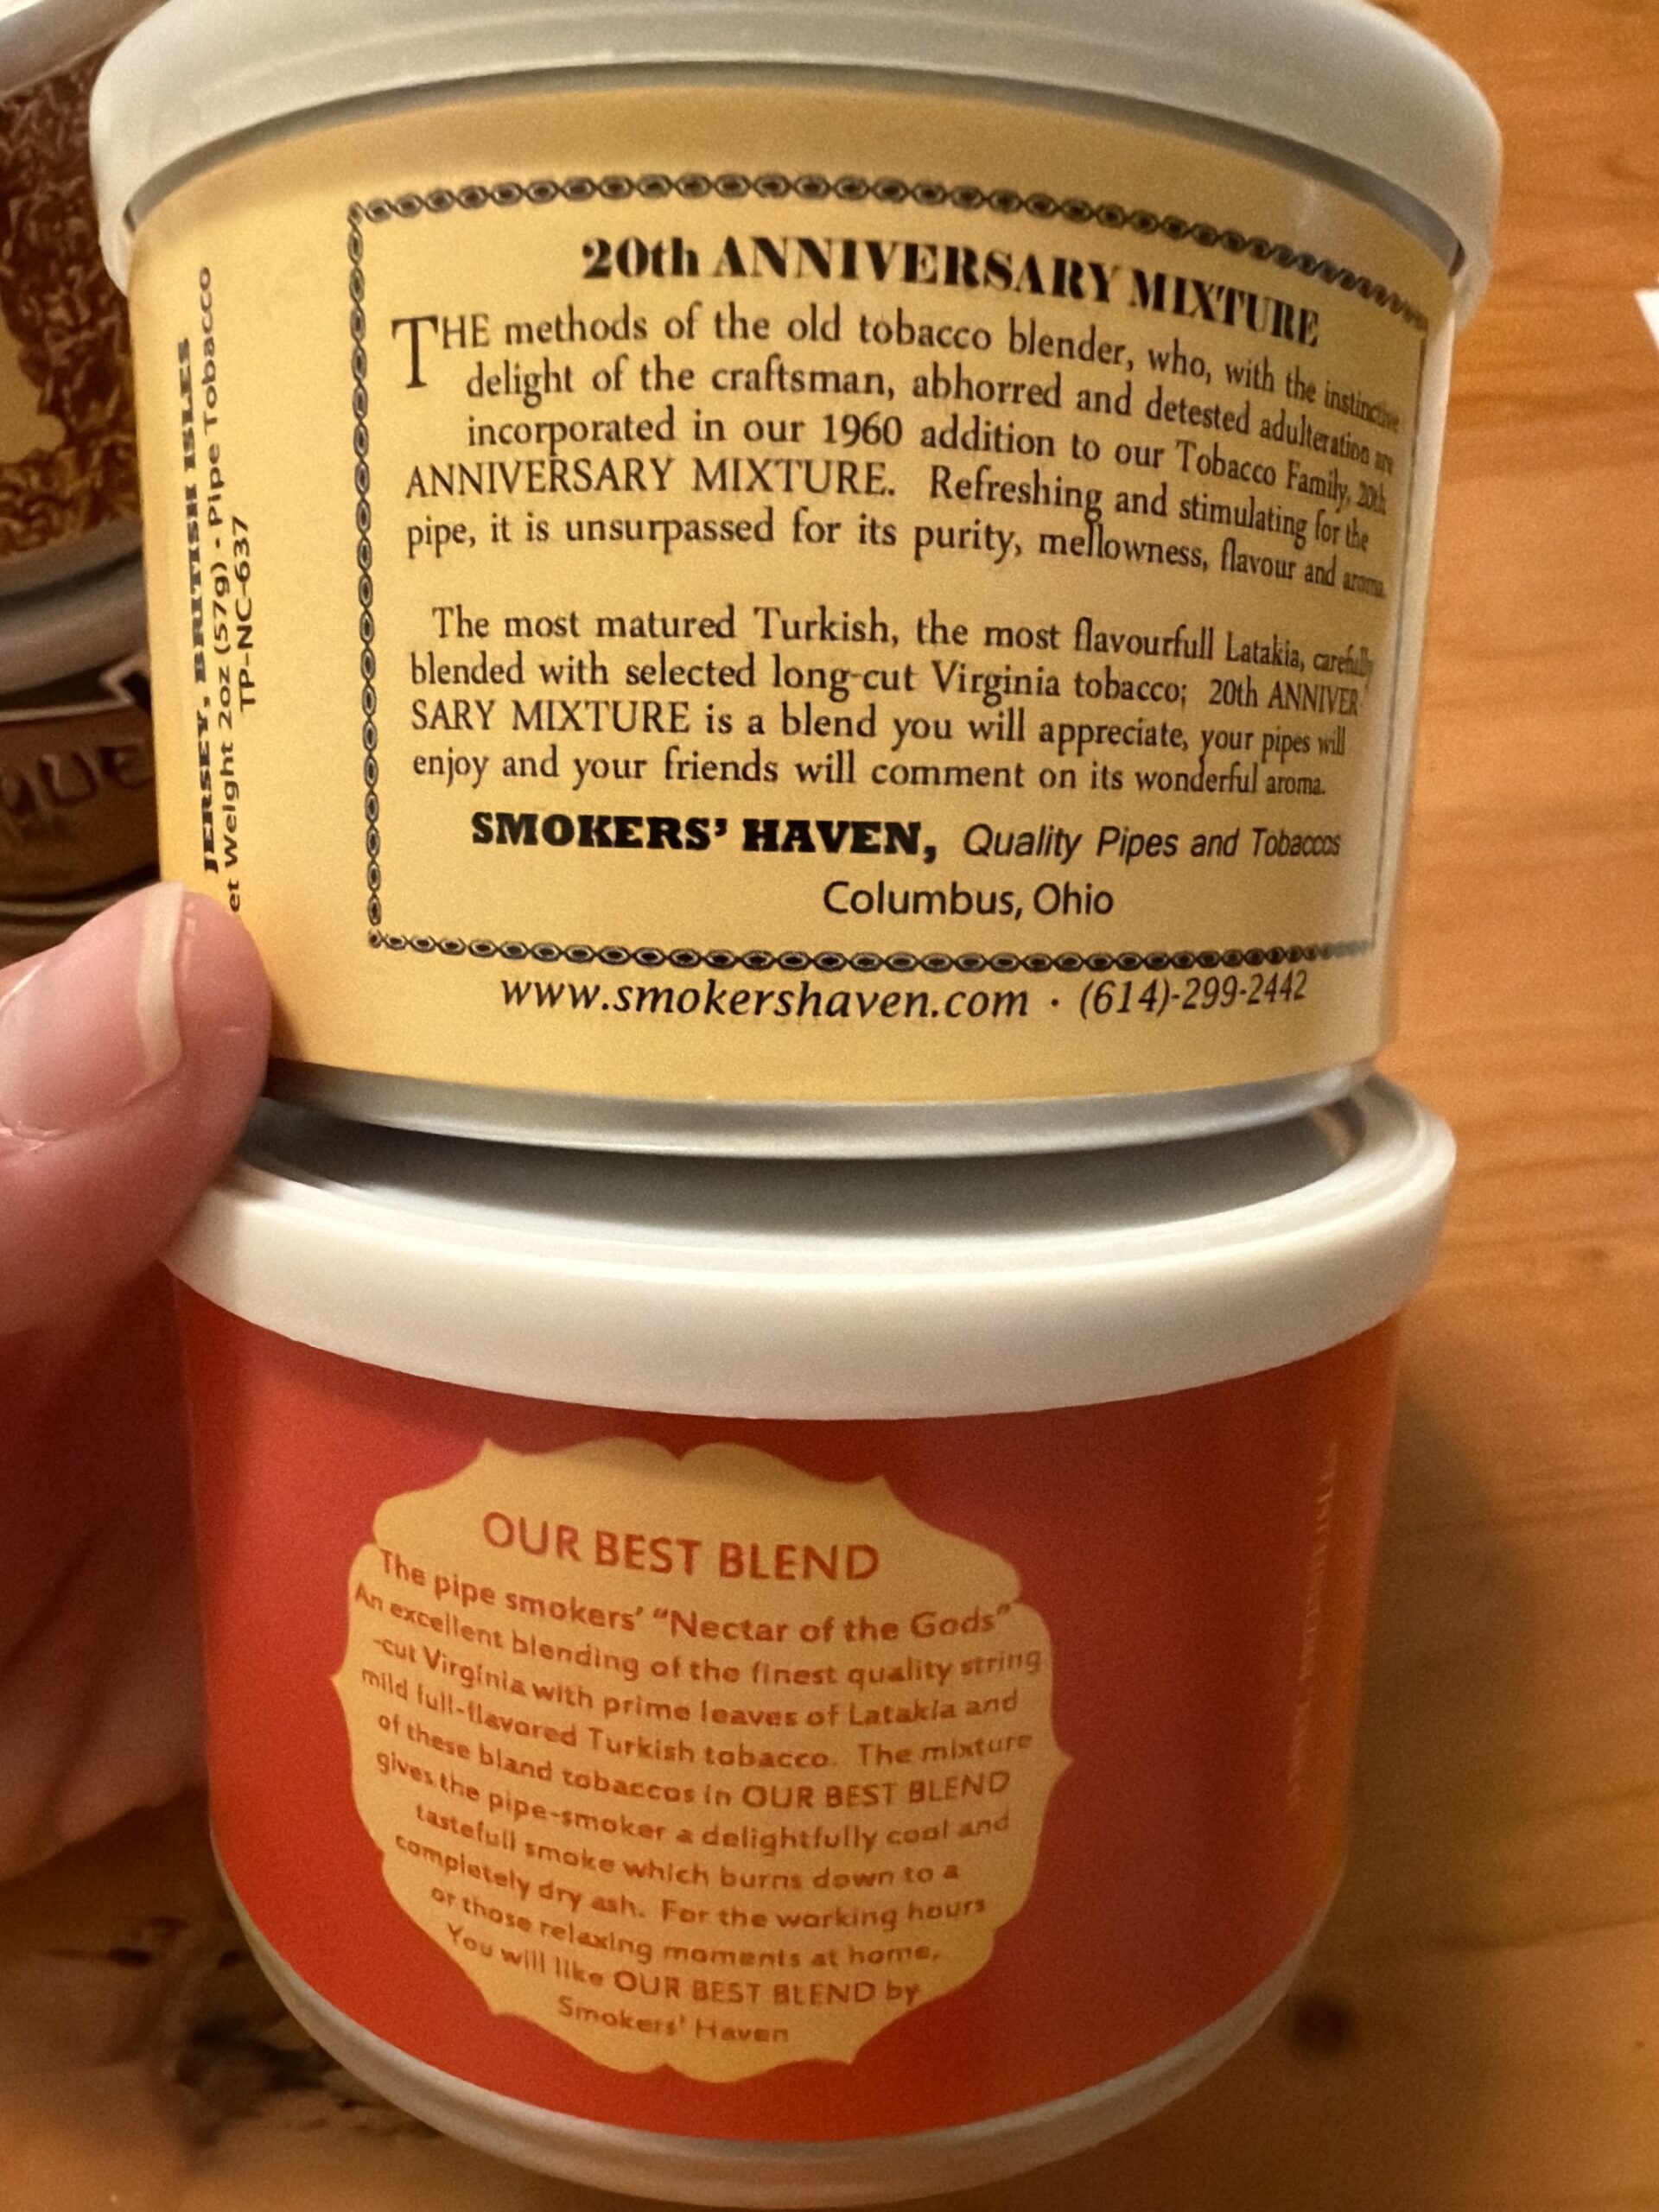 20th ANNIVERSARY MIXTURE
THE methods of the old tobacco blender, who, with the instinctive
delight of the craftsman, abhorred and detested adulteration are
incorporated in our 1960 addition to our Tobacco Family, 20th
ANNIVERSARY MIXTURE. Refreshing and stimulating for the
pipe, it is unsurpassed for its purity, mellowness, flavour and aroma.
The most matured Turkish, the most flavourfull Latakia, carefully
blended with selected long-cut Virginia tobacco; 20th ANNIVER
SARY MIXTURE is a blend you will appreciate, your pipes will
enjoy and your friends will comment on its wonderful aroma.
SMOKERS' HAVEN, Quality Pipes and Tobaccos
Columbus, Ohio
www.smokershaven.com · (614)-299-2442
JERSEY, BRITISH ISLES
et Weight 2oz (57g) - Pipe Tobacco
TP-NC-637
OUR BEST BLEND
The pipe smokers' "Nectar of the Gods"
An excellent blending of the finest quality string
-cut Virginia with prime leaves of Latakia and
mild full-flavored Turkish tobacco. The mixture
of these bland tobaccos in OUR BEST BLEND
gives the pipe-smoker a delightfully cool and
tastefull smoke which burns down to a
completely dry ash. For the working hours
or those relaxing moments at home,
You will like OUR BEST BLEND by
Smokers' Haven